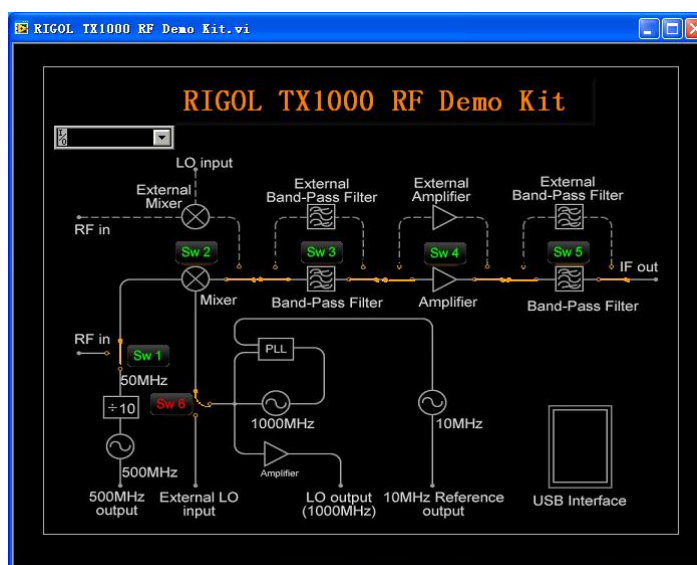 RIGOL TX1000 RF Demo Kit.vi
RIGOL TX1000 RF Demo Kit
I/O
LO input
External
Mixer
External
Band-Pass Filter
External
Amplifier
External
Band-Pass Filter
RF in
Sw 2
Sw 3
Sw 4
Sw 5
IF out
Mixer
Band-Pass Filter
Amplifier
Band-Pass Filter
RF in
Sw 1
PLL
50MHz
÷10
Sw 6
1000MHz
10MHz
500MHz
Amplifier
500MHz
output
External LO
input
LO output
(1000MHz)
10MHz Reference
output
USB Interface